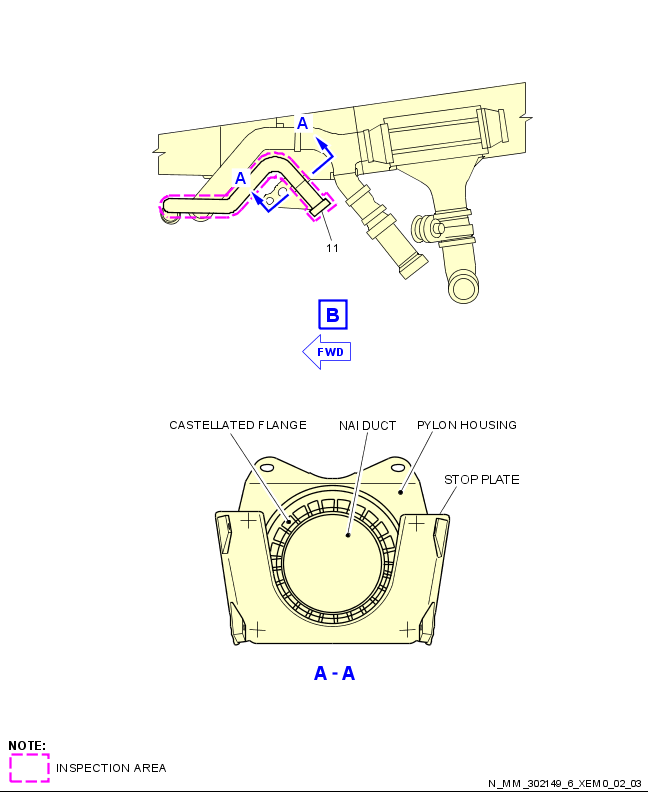 A
A
11
B
FWD
CASTELLATED FLANGE
NAI DUCT
PYLON HOUSING
STOP PLATE
A - A
NOTE:
INSPECTION AREA
N_MM_302149_6_XEM0_02_03